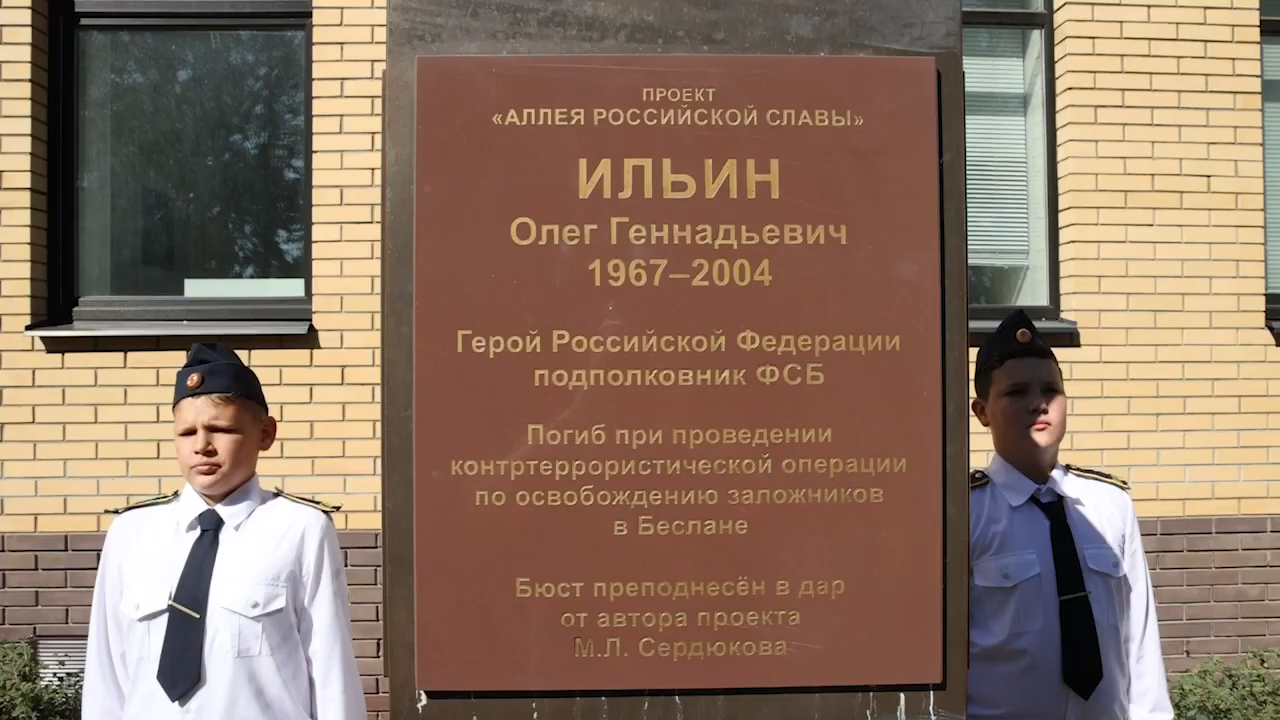 ПРОЕКТ
«АЛЛЕЯ РОССИЙСКОЙ СЛАВЫ»
ИЛЬИН
Олег Геннадьевич
1967–2004
Герой Российской Федерации
подполковник ФСБ
Погиб при проведении
контртеррористической операции
по освобождению заложников
в Беслане
Бюст преподнесён в дар
от автора проекта
М.Л. Сердюкова